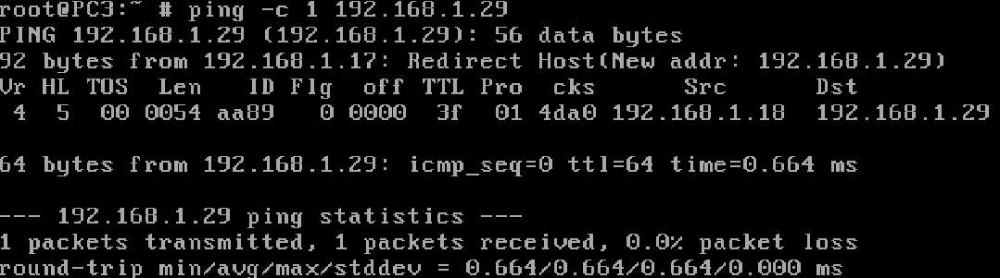 root@PC3:~ # ping -c 1 192.168.1.29
PING 192.168.1.29 (192.168.1.29): 56 data bytes
92 bytes from 192.168.1.17: Redirect Host(New addr: 192.168.1.29)
Vr HL TOS  Len   ID Flg  off TTL Pro  cks      Src      Dst
 4  5  00 0054 aa89   0 0000  3f  01 4da0 192.168.1.18  192.168.1.29
64 bytes from 192.168.1.29: icmp_seq=0 ttl=64 time=0.664 ms
--- 192.168.1.29 ping statistics ---
1 packets transmitted, 1 packets received, 0.0% packet loss
round-trip min/avg/max/stddev = 0.664/0.664/0.664/0.000 ms